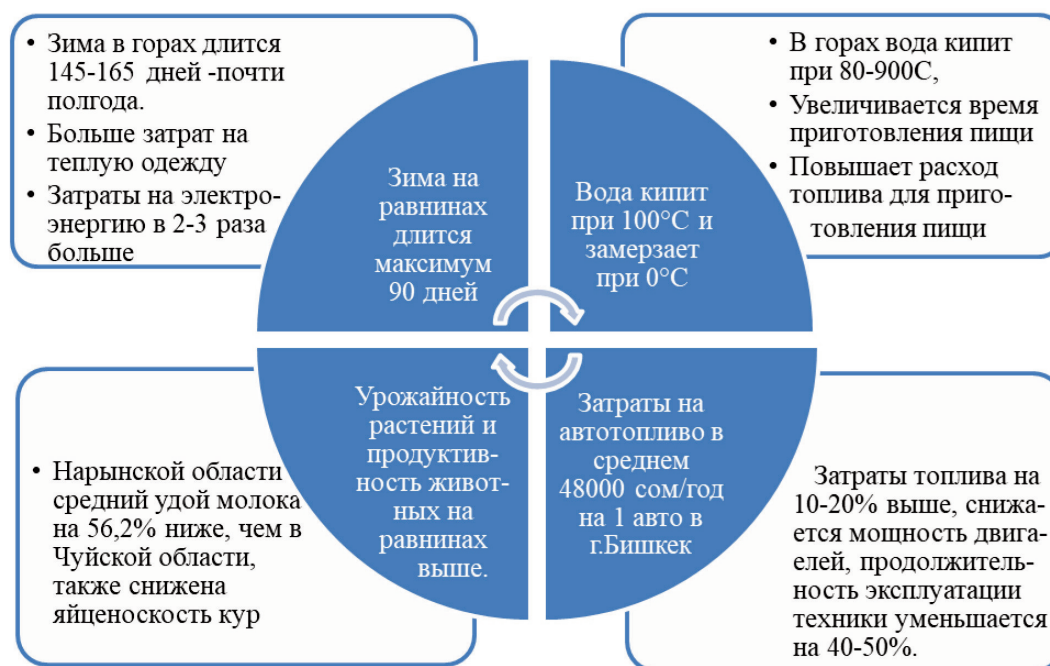 • Зима в горах длится
145-165 дней -почти
полгода.
• Больше затрат на
теплую одежду
• Затраты на электро-
энергию в 2-3 раза
больше
Зима на
равнинах
длится
максимум
90 дней
• В горах вода кипит
при 80-900С,
• Увеличивается время
приготовления пищи
• Повышает расход
топлива для приго-
товления пищи
Вода кипит
при 100°С и
замерзает
при 0°С
• Нарынской области
средний удой молока
на 56,2% ниже, чем в
Чуйской области,
также снижена
яйценоскость кур
Урожайность
растений и
продуктив-
ность живот-
ных на
равнинах
выше.
Затраты на
автотопливо в
среднем
48000 сом/год
на 1 авто в
г.Бишкек
Затраты топлива на
10-20% выше, снижа-
ется мощность двига-
елей, продолжитель-
ность эксплуатации
техники уменьшается
на 40-50%.